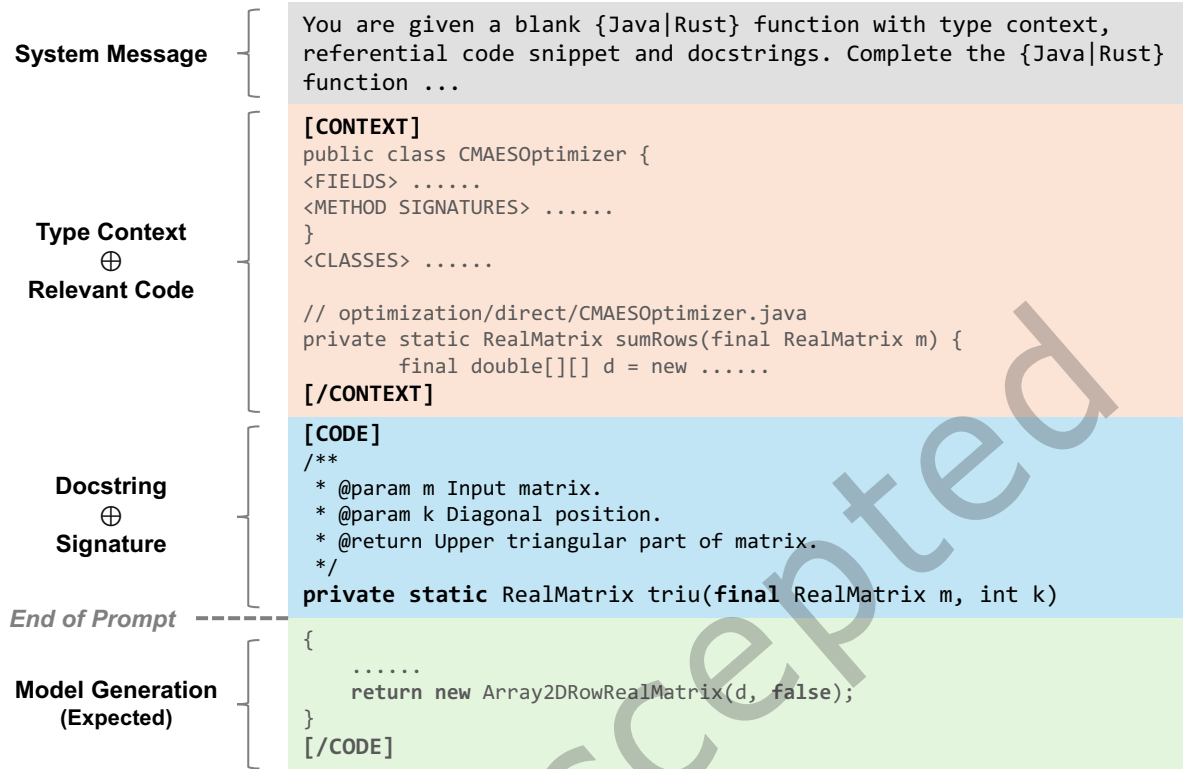 System Message
You are given a blank {Java|Rust} function with type context,
referential code snippet and docstrings. Complete the {Java|Rust}
function ...
Type Context
⊕
Relevant Code
[CONTEXT]
public class CMAESOptimizer {
<FIELDS> ......
<METHOD SIGNATURES> ......
}
<CLASSES> ......
// optimization/direct/CMAESOptimizer.java
private static RealMatrix sumRows(final RealMatrix m) {
        final double[][] d = new ......
[/CONTEXT]
Docstring
⊕
Signature
[CODE]
/**
 * @param m Input matrix.
 * @param k Diagonal position.
 * @return Upper triangular part of matrix.
 */
private static RealMatrix triu(final RealMatrix m, int k)
End of Prompt
Model Generation
(Expected)
{
    ......
    return new Array2DRowRealMatrix(d, false);
}
[/CODE]
cepted